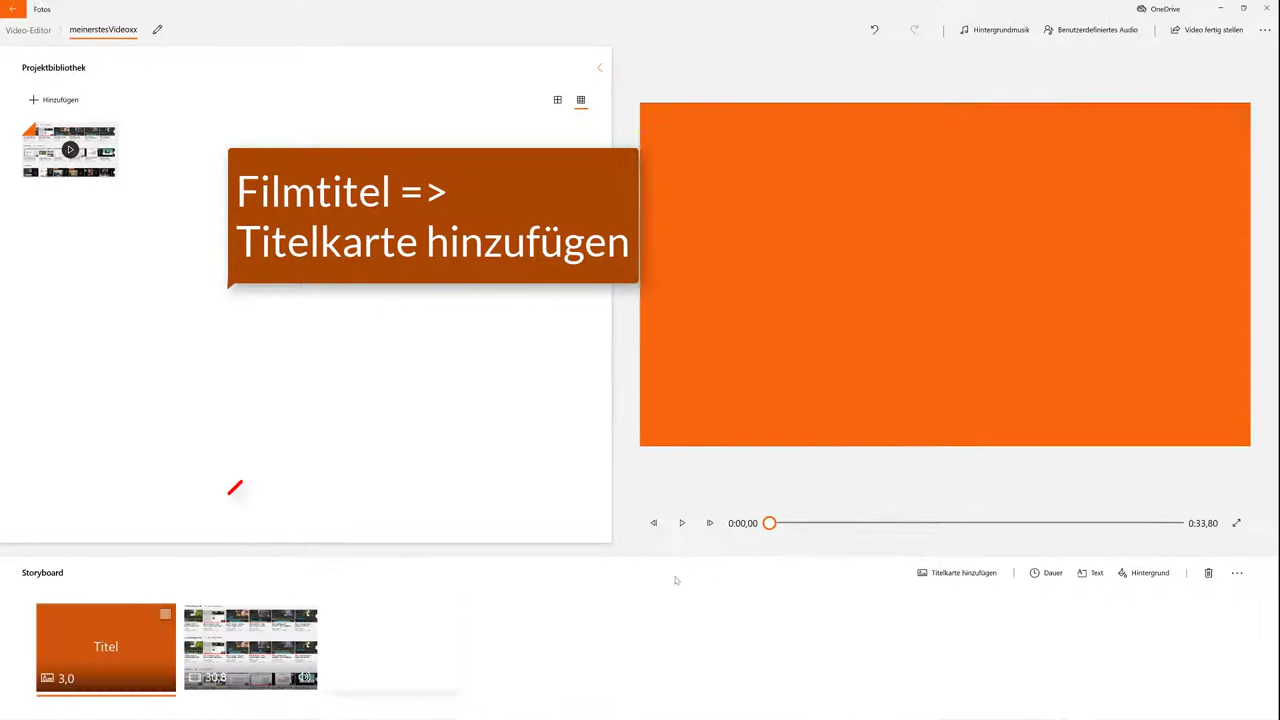 Fotos
OneDrive
Video-Editor
meinerstesVideoxx
Hintergrundmusik
Benutzerdefiniertes Audio
Video fertig stellen
Projektbibliothek
Hinzufügen
Filmtitel =>
Titelkarte hinzufügen
0:00,00
0:33,80
Storyboard
Titelkarte hinzufügen
Dauer
Text
Hintergrund
Titel
3,0
30,8